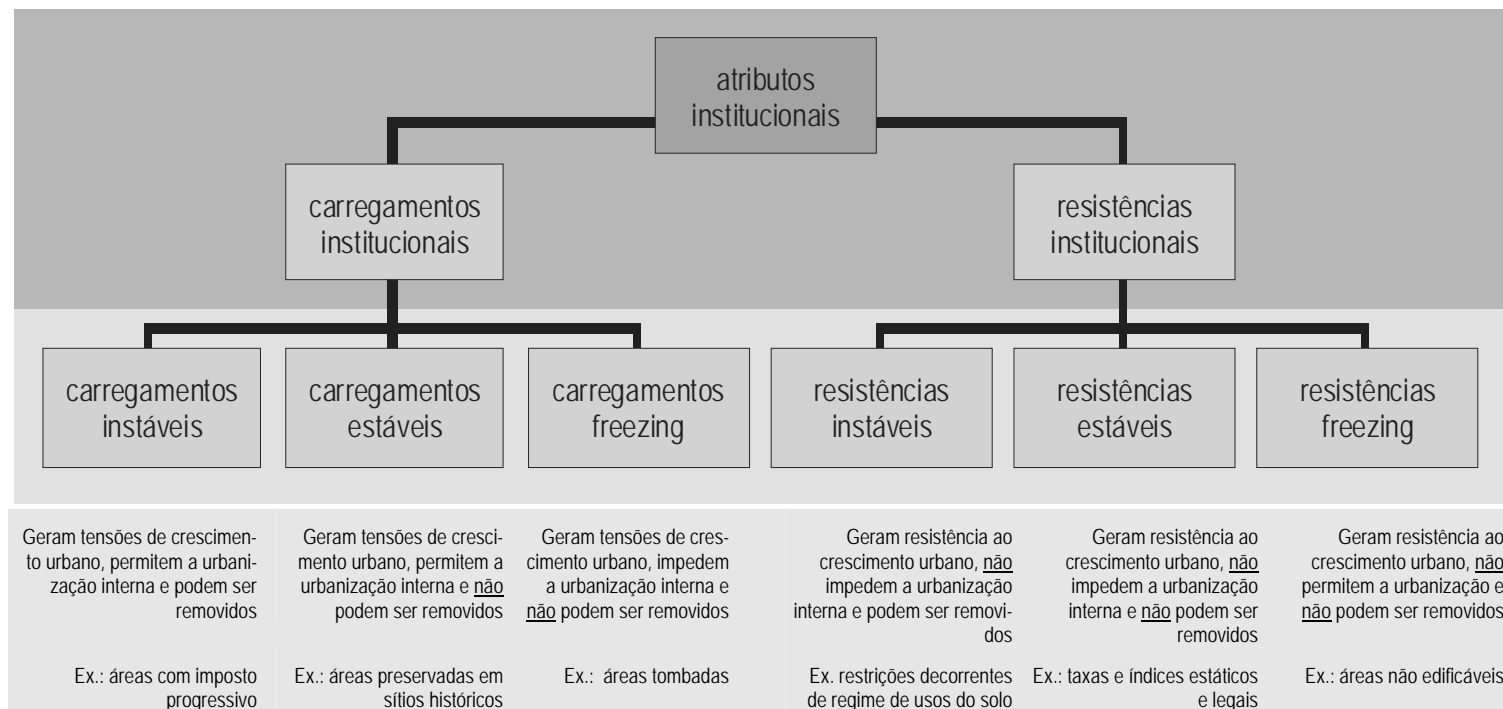 atributos
institucionais
carregamentos
institucionais
resistências
institucionais
carregamentos
instáveis
carregamentos
estáveis
carregamentos
freezing
resistências
instáveis
resistências
estáveis
resistências
freezing
Geram tensões de crescimen-
to urbano, permitem a urbani-
zação interna e podem ser
removidos
Geram tensões de cresci-
mento urbano, permitem a
urbanização interna e não
podem ser removidos
Geram tensões de cres-
cimento urbano, impedem
a urbanização interna e
não podem ser removidos
Geram resistência ao
crescimento urbano, não
impedem a urbanização
interna e podem ser removi-
dos
Geram resistência ao
crescimento urbano, não
impedem a urbanização
interna e não podem ser
removidos
Geram resistência ao
crescimento urbano, não
permitem a urbanização e
não podem ser removidos
Ex.: áreas com imposto
progressivo
Ex.: áreas preservadas em
sítios históricos
Ex.: áreas tombadas
Ex. restrições decorrentes
de regime de usos do solo
Ex.: taxas e índices estáticos
e legais
Ex.: áreas não edificáveis